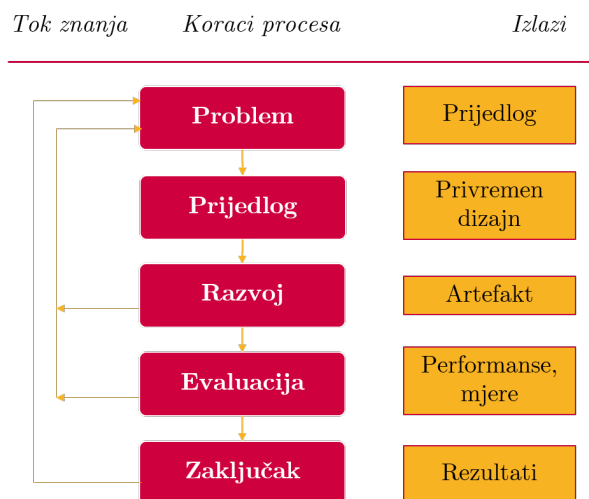 Tok znanja Koraci procesa Izlazi
Problem Prijedlog
Prijedlog Privremen
dizajn
Razvoj Artefakt
Evaluacija Performanse,
mjere
Zaključak Rezultati